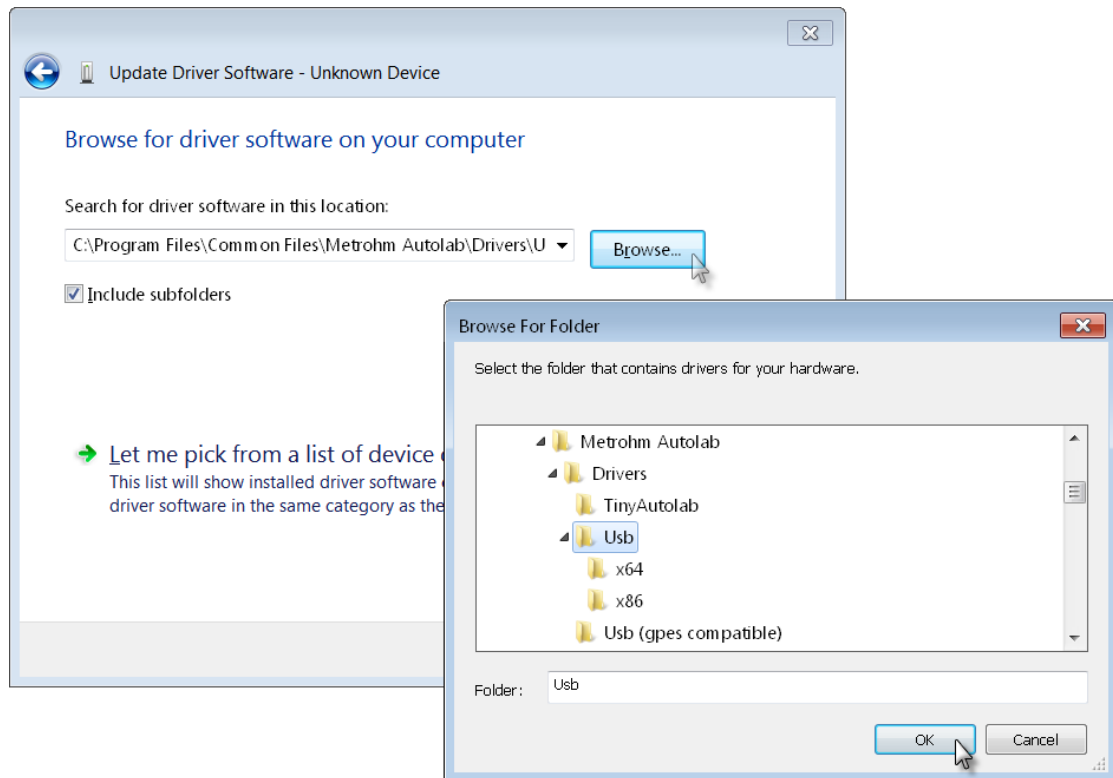 Update Driver Software - Unknown Device
Browse for driver software on your computer
Search for driver software in this location:
C:\Program Files\Common Files\Metrohm Autolab\Drivers\U
Browse...
Include subfolders
Let me pick from a list of device
This list will show installed driver software
driver software in the same category as the
Browse For Folder
Select the folder that contains drivers for your hardware.
Metrohm Autolab
Drivers
TinyAutolab
Usb
x64
x86
Usb (gpes compatible)
Folder:
Usb
OK
Cancel